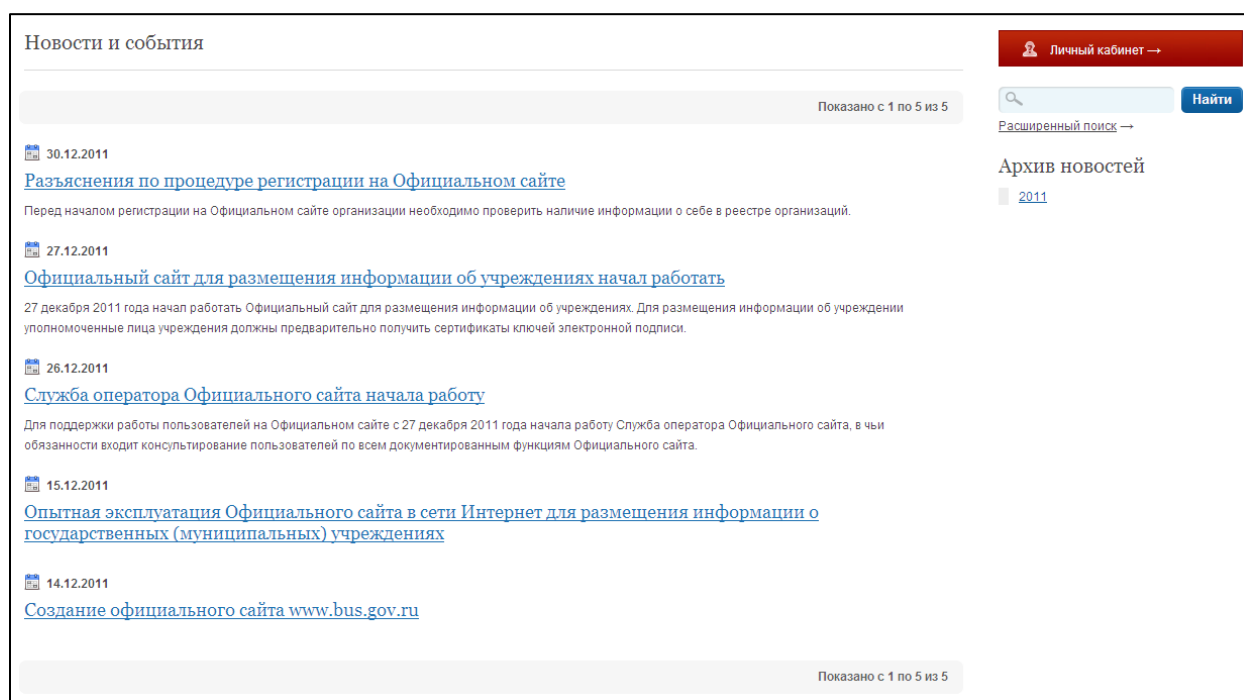 Новости и события
Показано с 1 по 5 из 5
30.12.2011
Разъяснения по процедуре регистрации на Официальном сайте
Перед началом регистрации на Официальном сайте организации необходимо проверить наличие информации о себе в реестре организаций.
27.12.2011
Официальный сайт для размещения информации об учреждениях начал работать
27 декабря 2011 года начал работать Официальный сайт для размещения информации об учреждениях. Для размещения информации об учреждении
уполномоченные лица учреждения должны предварительно получить сертификаты ключей электронной подписи.
26.12.2011
Служба оператора Официального сайта начала работу
Для поддержки работы пользователей на Официальном сайте с 27 декабря 2011 года начала работу Служба оператора Официального сайта, в чьи
обязанности входит консультирование пользователей по всем документированным функциям Официального сайта.
15.12.2011
Опытная эксплуатация Официального сайта в сети Интернет для размещения информации о
государственных (муниципальных) учреждениях
14.12.2011
Создание официального сайта www.bus.gov.ru
Показано с 1 по 5 из 5
Личный кабинет →
Найти
Расширенный поиск →
Архив новостей
2011